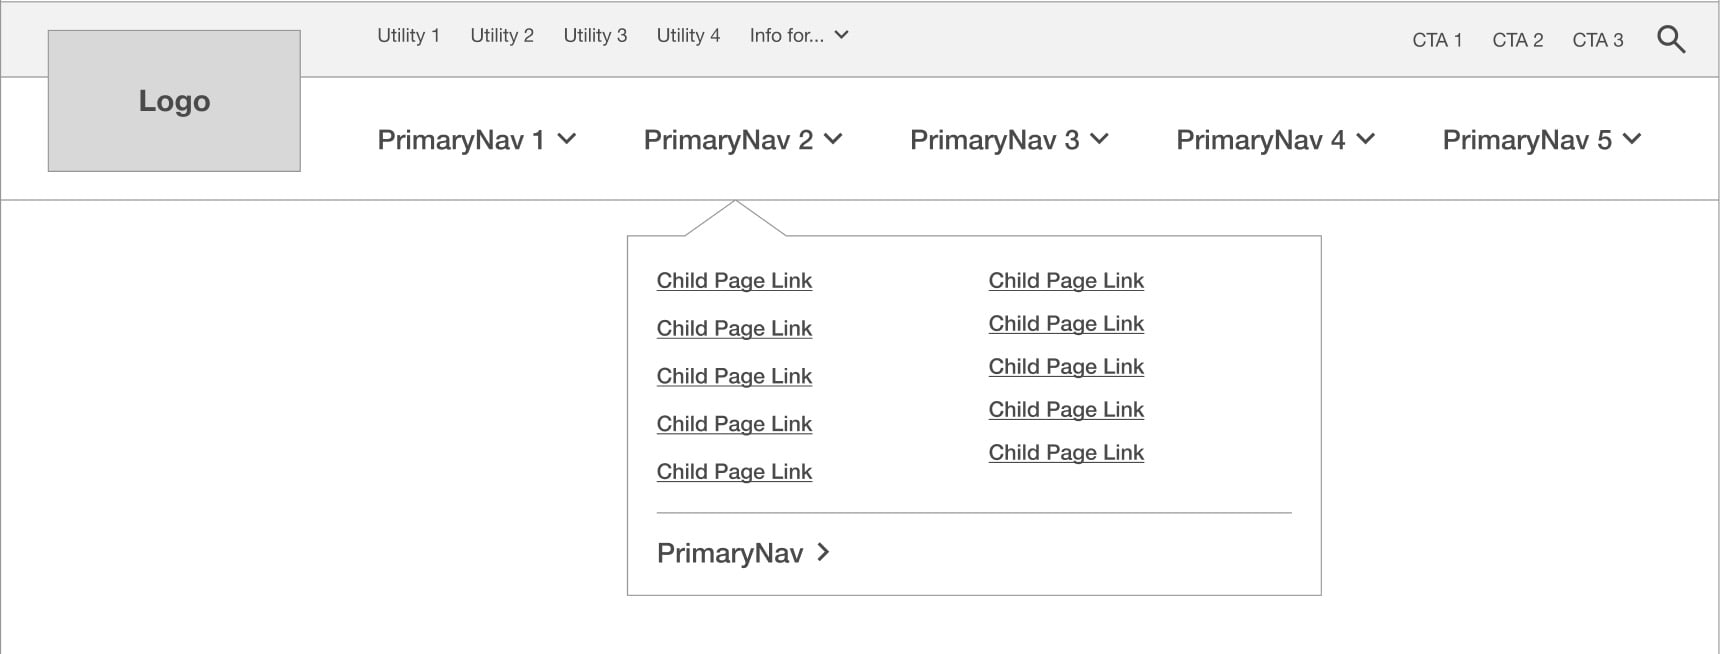 Utility 1 Utility 2 Utility 3 Utility 4 Info for...
CTA 1 CTA 2 CTA 3
Logo
PrimaryNav 1 PrimaryNav 2 PrimaryNav 3 PrimaryNav 4 PrimaryNav 5
Child Page Link
Child Page Link
Child Page Link
Child Page Link
Child Page Link
Child Page Link
Child Page Link
Child Page Link
Child Page Link
Child Page Link
PrimaryNav